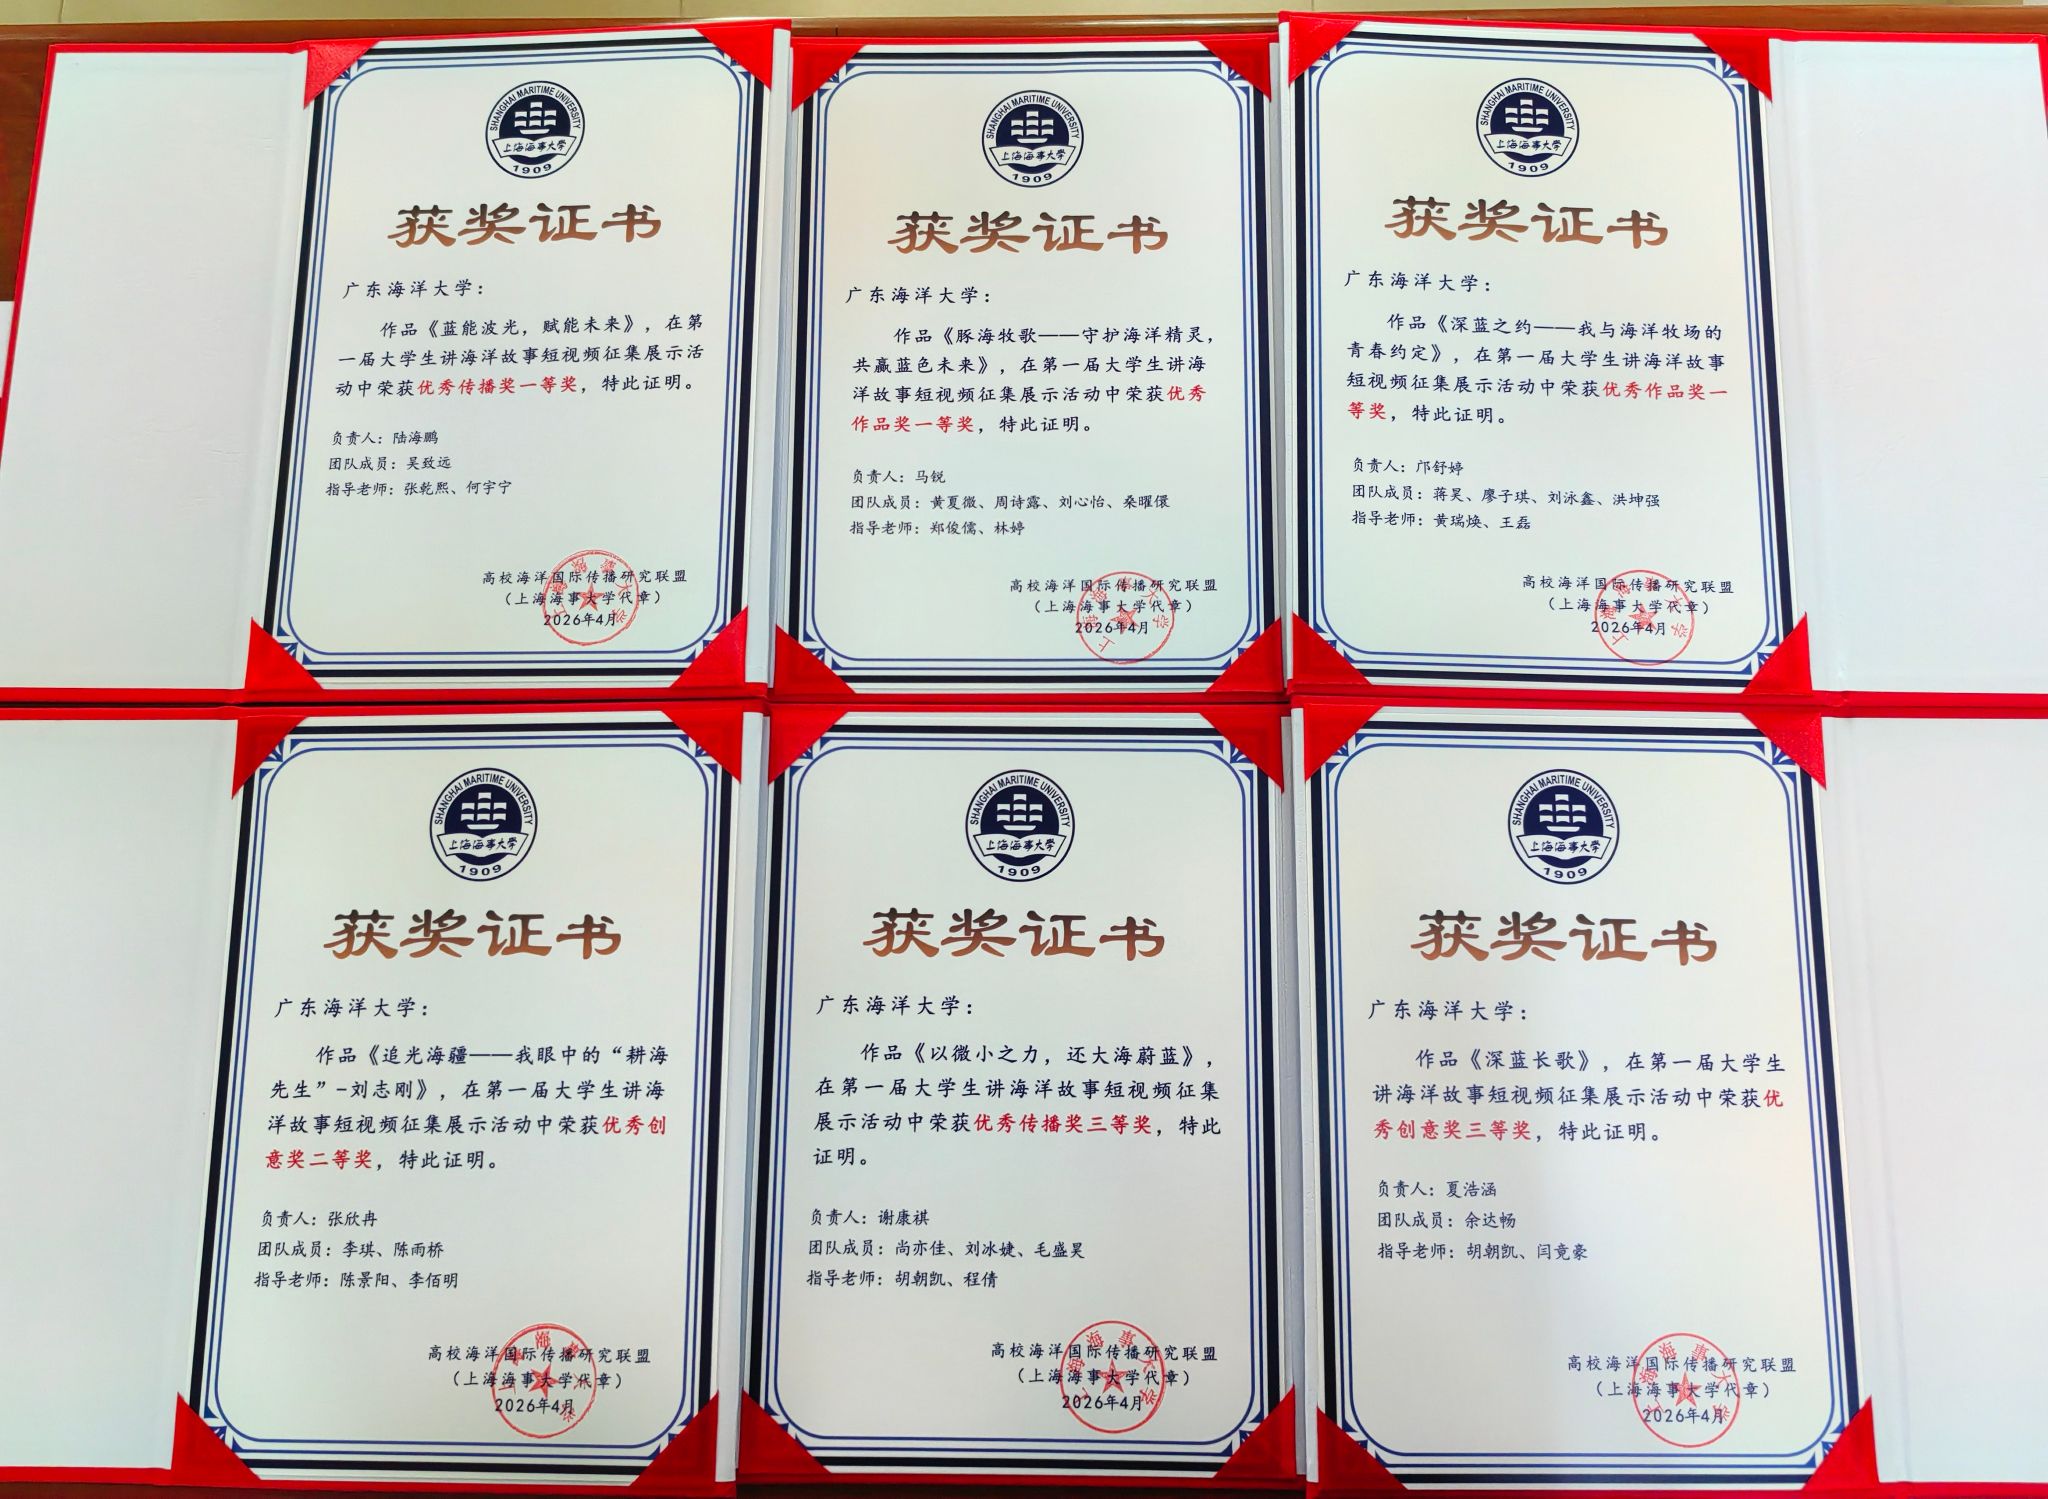 SHANGHAI MARITIME UNIVERSITY
上海海事大学
1909
获奖证书
广东海洋大学：
作品《蓝能波光，赋能未来》，在第
一届大学生讲海洋故事短视频征集展示活
动中荣获优秀传播奖一等奖，特此证明。
负责人：陆海鹏
团队成员：吴致远
指导老师：张乾熙、何宇宁
高校海洋国际传播研究联盟
（上海海事大学代章）
2026年4月
SHANGHAI MARITIME UNIVERSITY
上海海事大学
1909
获奖证书
广东海洋大学：
作品《豚海牧歌——守护海洋精灵，
共赢蓝色未来》，在第一届大学生讲海
洋故事短视频征集展示活动中荣获优秀
作品奖一等奖，特此证明。
负责人：马锐
团队成员：黄夏微、周诗露、刘心怡、桑曜儇
指导老师：郑俊儒、林婷
高校海洋国际传播研究联盟
（上海海事大学代章）
2026年4月
SHANGHAI MARITIME UNIVERSITY
上海海事大学
1909
获奖证书
广东海洋大学：
作品《深蓝之约——我与海洋牧场的
青春约定》，在第一届大学生讲海洋故事
短视频征集展示活动中荣获优秀作品奖一
等奖，特此证明。
负责人：邝舒婷
团队成员：蒋昊、廖子琪、刘泳鑫、洪坤强
指导老师：黄瑞焕、王磊
高校海洋国际传播研究联盟
（上海海事大学代章）
2026年4月
SHANGHAI MARITIME UNIVERSITY
上海海事大学
1909
获奖证书
广东海洋大学：
作品《追光海疆——我眼中的“耕海
先生”-刘志刚》，在第一届大学生讲海
洋故事短视频征集展示活动中荣获优秀创
意奖二等奖，特此证明。
负责人：张欣冉
团队成员：李琪、陈雨桥
指导老师：陈景阳、李佰明
高校海洋国际传播研究联盟
（上海海事大学代章）
2026年4月
SHANGHAI MARITIME UNIVERSITY
上海海事大学
1909
获奖证书
广东海洋大学：
作品《以微小之力，还大海蔚蓝》，
在第一届大学生讲海洋故事短视频征集
展示活动中荣获优秀传播奖三等奖，特此
证明。
负责人：谢康祺
团队成员：尚亦佳、刘冰婕、毛盛昊
指导老师：胡朝凯、程倩
高校海洋国际传播研究联盟
（上海海事大学代章）
2026年4月
SHANGHAI MARITIME UNIVERSITY
上海海事大学
1909
获奖证书
广东海洋大学：
作品《深蓝长歌》，在第一届大学生
讲海洋故事短视频征集展示活动中荣获优
秀创意奖三等奖，特此证明。
负责人：夏浩涵
团队成员：余达畅
指导老师：胡朝凯、闫竟豪
高校海洋国际传播研究联盟
（上海海事大学代章）
2026年4月